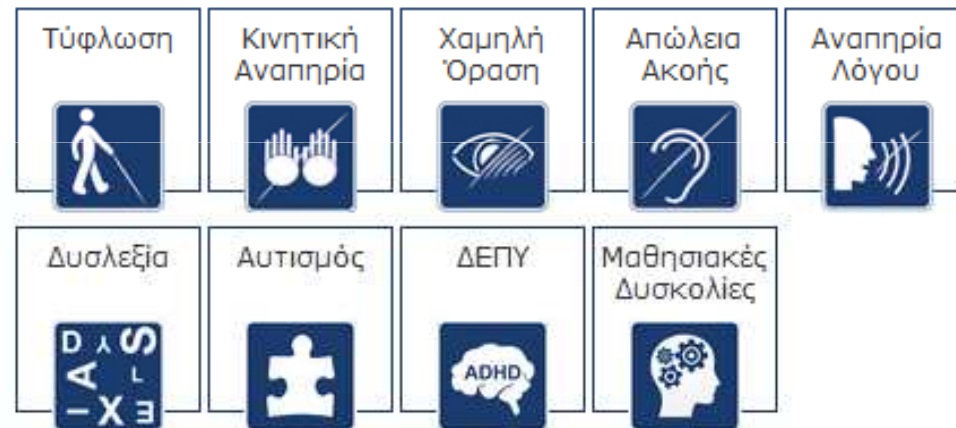 Τύφλωση
Κινητική
Αναπηρία
Χαμηλή
Όραση
Απώλεια
Ακοής
Αναπηρία
Λόγου
Δυσλεξία
D Y S
A L
I X E
Αυτισμός
ΔΕΠΥ
ADHD
Μαθησιακές
Δυσκολίες